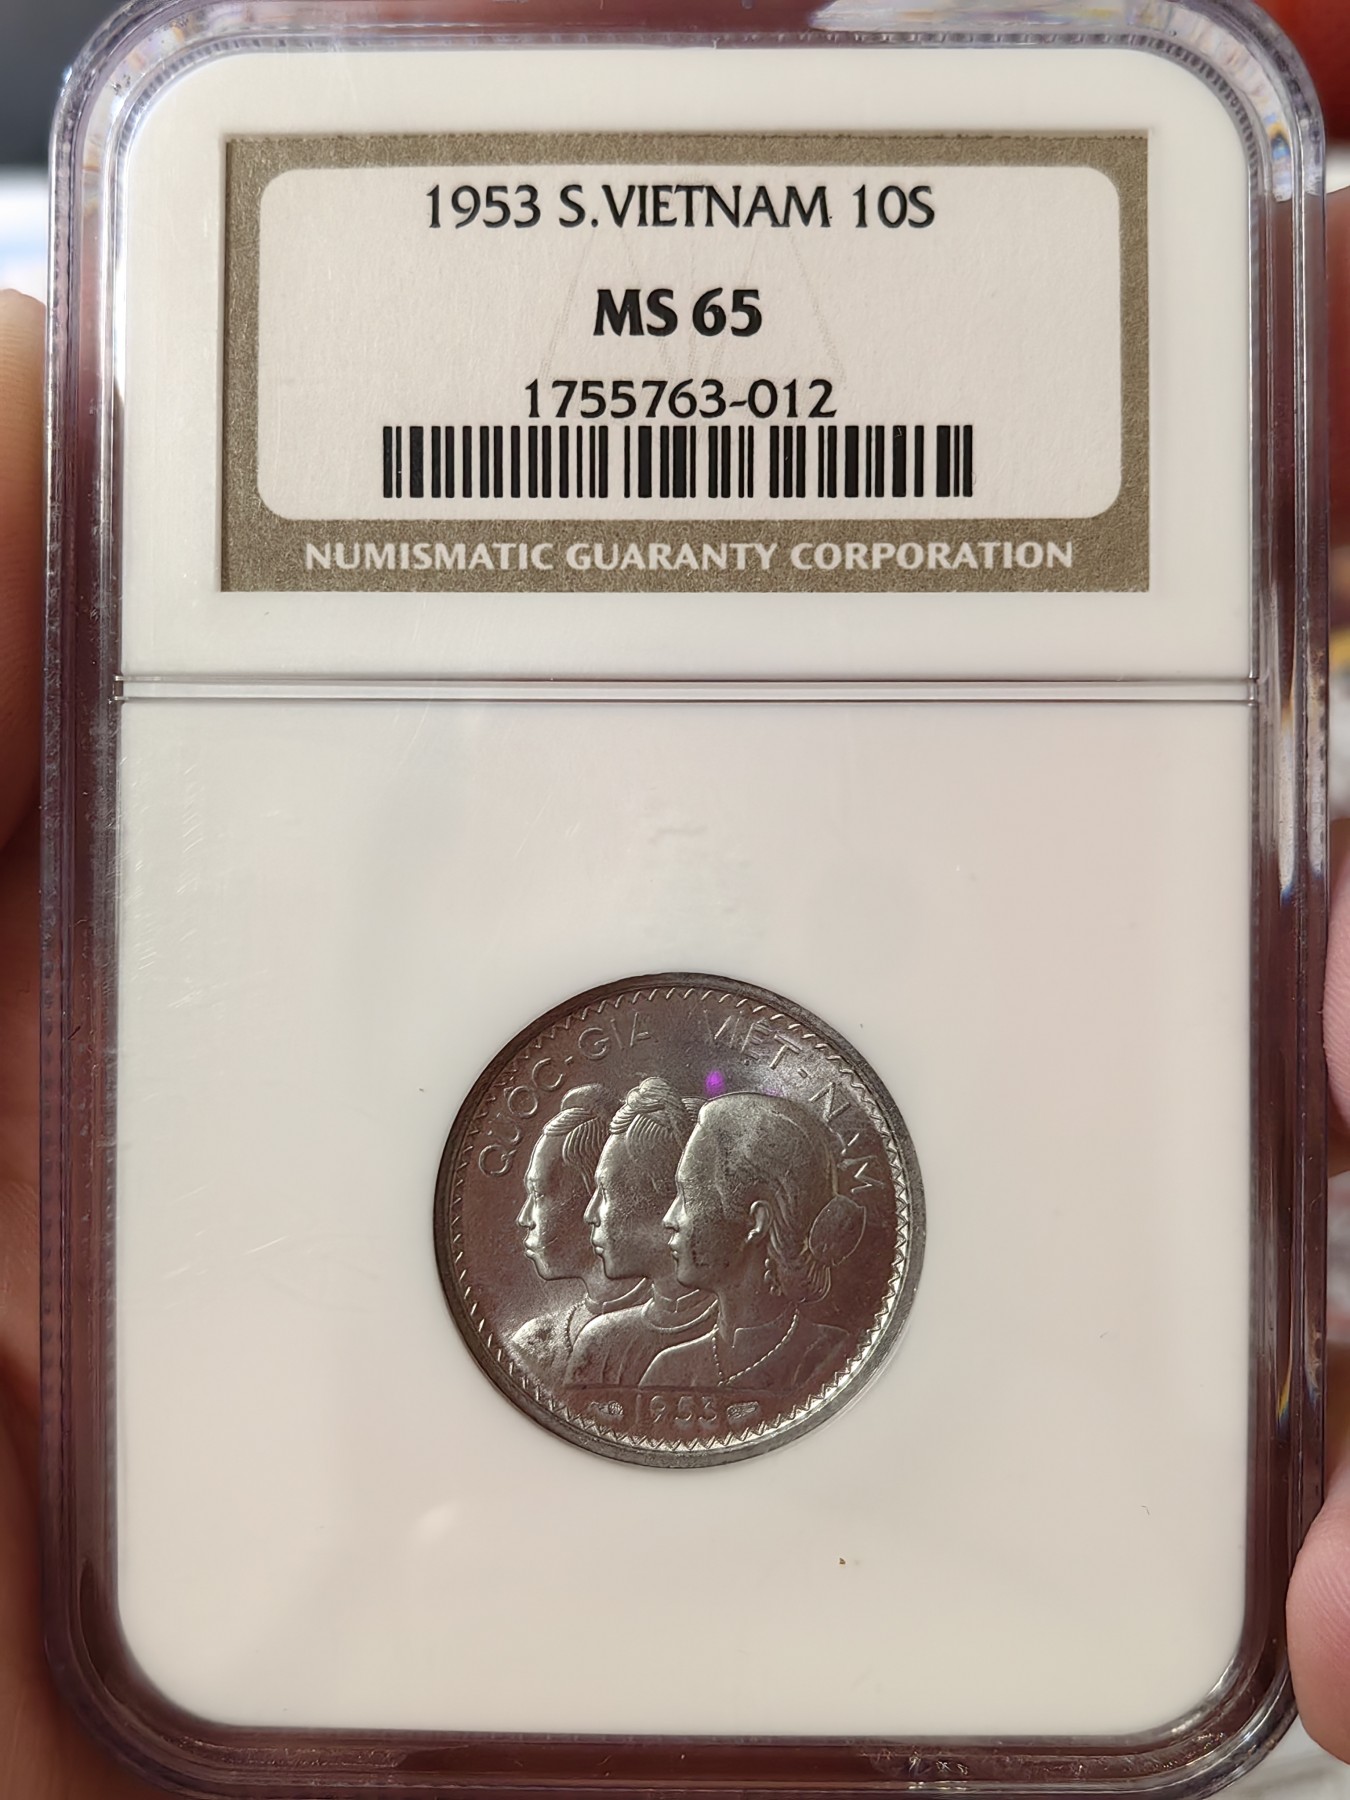 1953 S.VIETNAM 10S
MS 65
1755763-012
NUMISMATIC GUARANTY CORPORATION
QUỐC-GIA VIỆT-NAM
1953